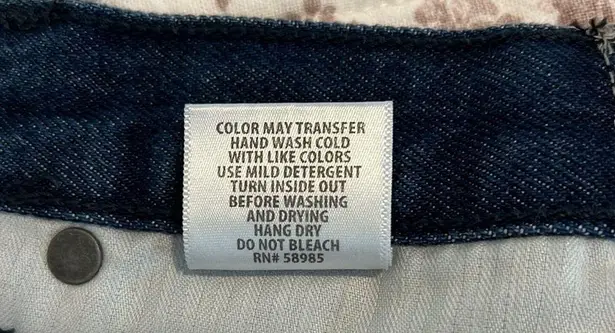 COLOR MAY TRANSFER
HAND WASH COLD
WITH LIKE COLORS
USE MILD DETERGENT
TURN INSIDE OUT
BEFORE WASHING
AND DRYING
HANG DRY
DO NOT BLEACH
RN# 58985